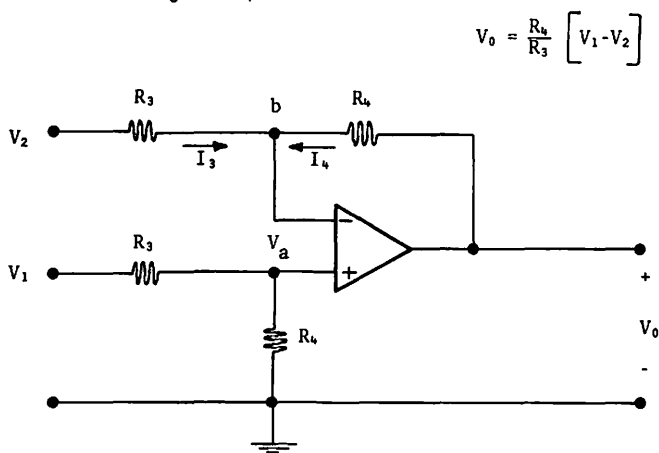 V₀ = R₄/R₃ [V₁-V₂]
R₃ b R₄
V₂
I₃ I₄
-
R₃ Vₐ
V₁
+
+
R₄
V₀
-